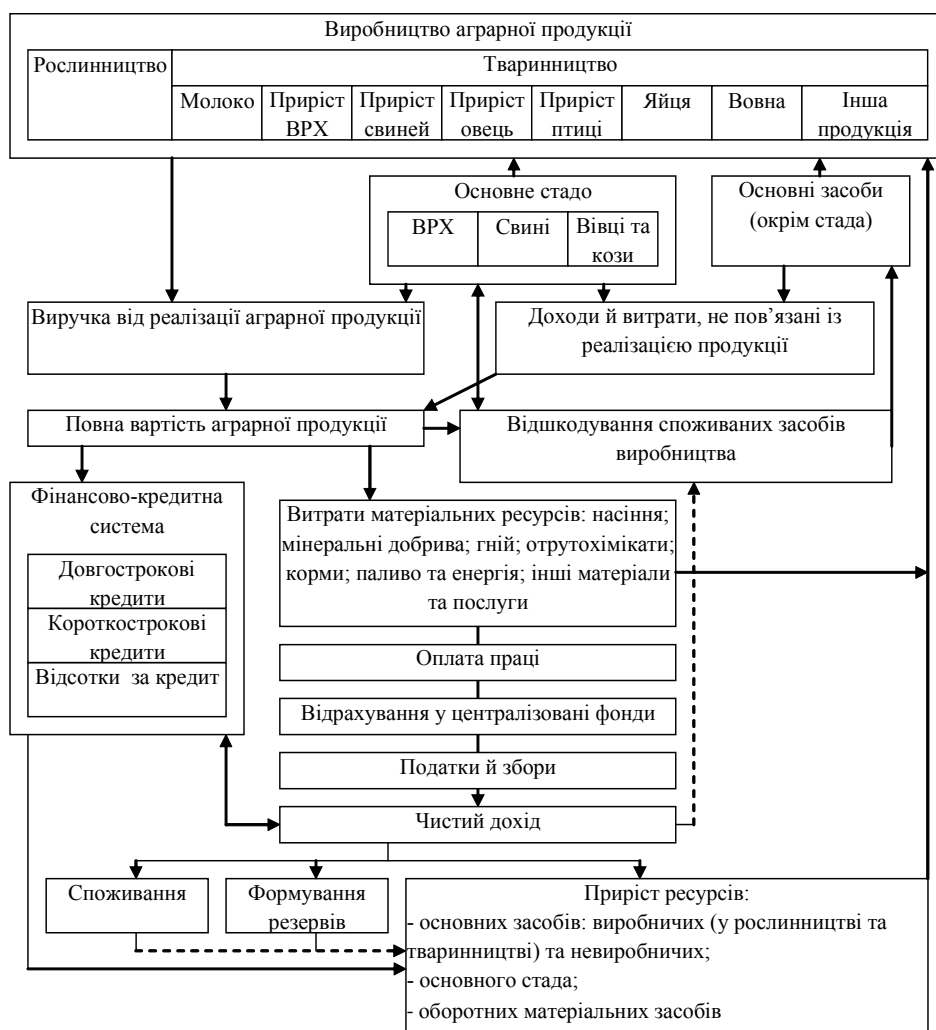 Виробництво аграрної продукції
Рослинництво
Тваринництво
Молоко
Приріст
ВРХ
Приріст
свиней
Приріст
овець
Приріст
птиці
Яйця
Вовна
Інша
продукція
Основне стадо
ВРХ
Свині
Вівці та
кози
Основні засоби
(окрім стада)
Виручка від реалізації аграрної продукції
Доходи й витрати, не пов’язані із
реалізацією продукції
Повна вартість аграрної продукції
Відшкодування споживаних засобів
виробництва
Фінансово-кредитна
система
Довгострокові
кредити
Короткострокові
кредити
Відсотки за кредит
Витрати матеріальних ресурсів: насіння;
мінеральні добрива; гній; отрутохімікати;
корми; паливо та енергія; інші матеріали
та послуги
Оплата праці
Відрахування у централізовані фонди
Податки й збори
Чистий дохід
Споживання
Формування
резервів
Приріст ресурсів:
- основних засобів: виробничих (у рослинництві та
тваринництві) та невиробничих;
- основного стада;
- оборотних матеріальних засобів